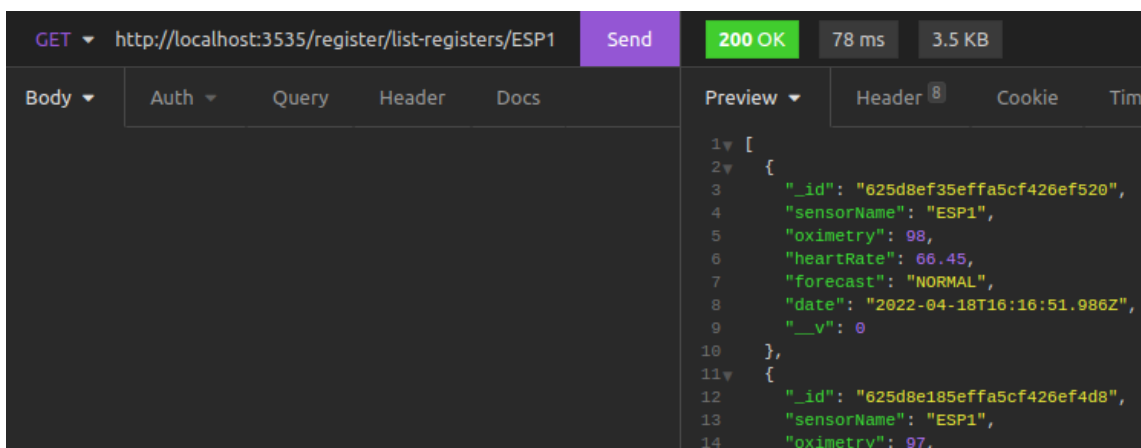 GET http://localhost:3535/register/list-registers/ESP1 Send 200 OK 78 ms 3.5 KB
Body Auth Query Header Docs Preview Header 8 Cookie Tim
1 [
2 {
3 "_id": "625d8ef35effa5cf426ef520",
4 "sensorName": "ESP1",
5 "oximetry": 98,
6 "heartRate": 66.45,
7 "forecast": "NORMAL",
8 "date": "2022-04-18T16:16:51.986Z",
9 "__v": 0
10 },
11 {
12 "_id": "625d8e185effa5cf426ef4d8",
13 "sensorName": "ESP1",
14 "oximetry": 97,